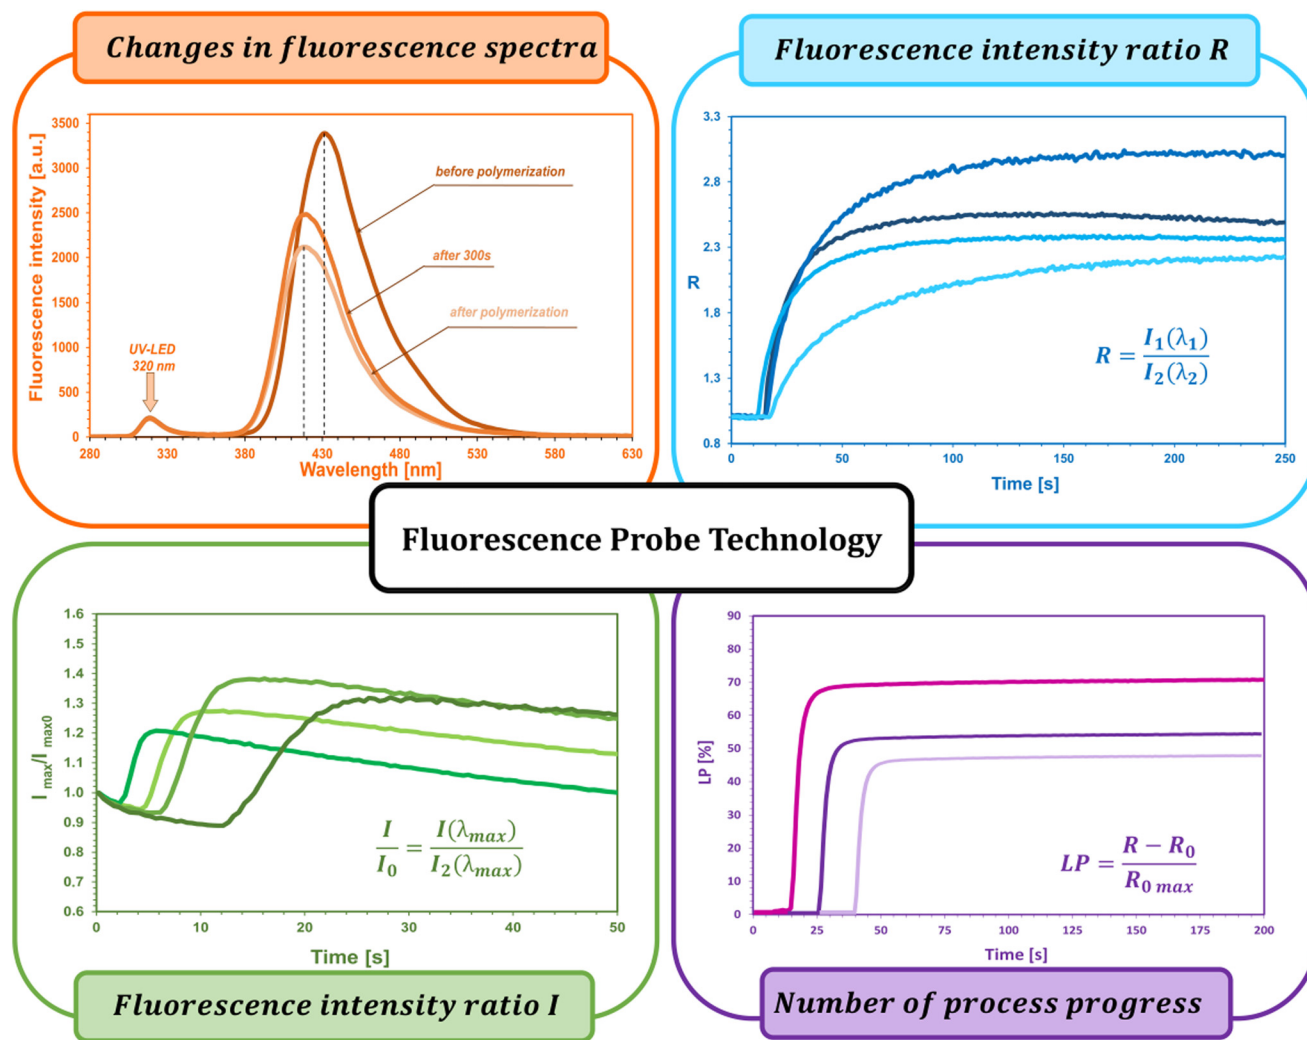 Changes in fluorescence spectra
Fluorescence intensity [a.u.]
3500
3000
2500
2000
1500
1000
500
0
before polymerization
after 300s
after polymerization
UV-LED
320 nm
280 330 380 430 480 530 580 630
Wavelength [nm]
Fluorescence intensity ratio R
3.3
2.8
2.3
R
1.8
1.3
0.8
R = I₁(λ₁) / I₂(λ₂)
0 50 100 150 200 250
Time [s]
Fluorescence Probe Technology
1.6
1.5
1.4
1.3
1.2
1.1
1.0
0.9
0.8
0.7
0.6
I max/I max0
I / I₀ = I(λmax) / I₂(λmax)
0 10 20 30 40 50
Time [s]
Fluorescence intensity ratio I
90
80
70
60
50
40
30
20
10
0
LP [%]
LP = R − R₀ / R₀ max
0 25 50 75 100 125 150 175 200
Time [s]
Number of process progress